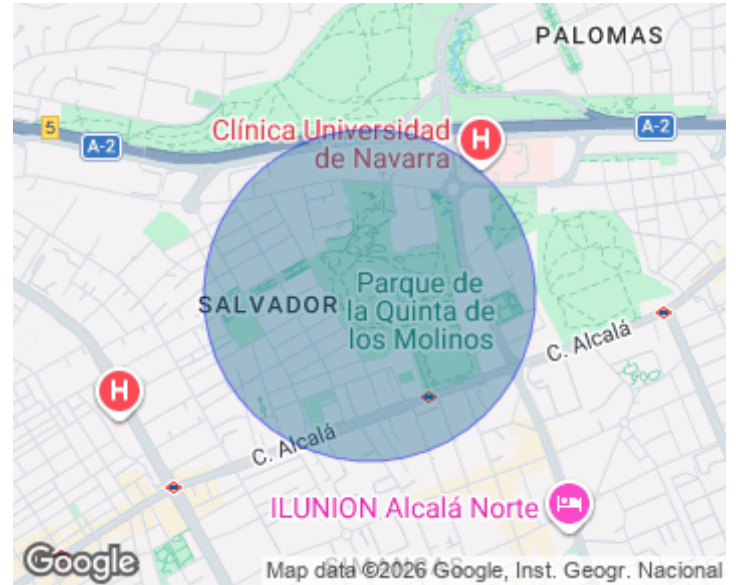 PALOMAS
5
A-2
A-2
Clínica Universidad
de Navarra
H
SALVADOR
Parque de
la Quinta de
los Molinos
C. Alcalá
H
C. Alcalá
ILUNION Alcalá Norte
SIMANCAS
Google
Map data ©2026 Google, Inst. Geogr. Nacional